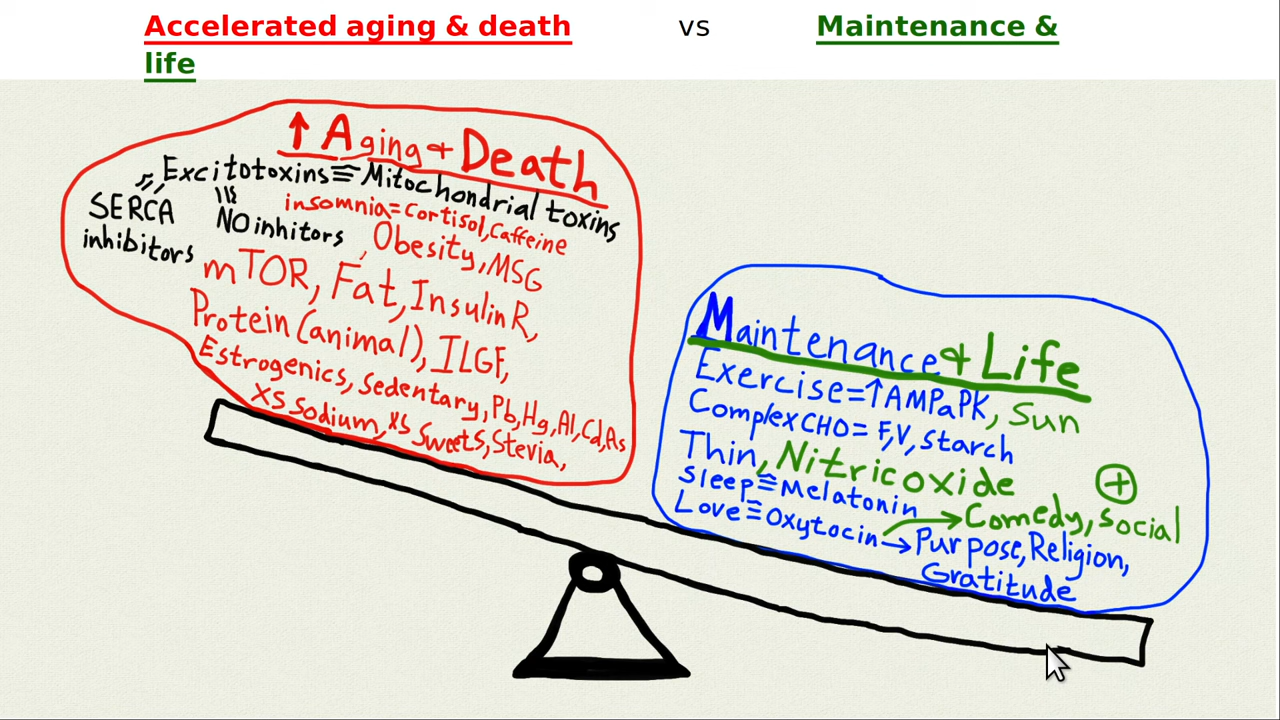 Accelerated aging & death vs Maintenance &
life
↑ Aging + Death
Excitotoxins ≡ Mitochondrial toxins
SERCA
inhibitors
NO inhitors
insomnia = Cortisol, Caffeine
Obesity, MSG
mTOR, Fat, Insulin R,
Protein (animal), ILGF,
Estrogenics, Sedentary, Pb, Hg, Al, Cd, As
XS Sodium, XS Sweets, Stevia,
Maintenance & Life
Exercise = ↑ AMPaPK, Sun
Complex CHO = F, V, starch
Thin, Nitric oxide
Sleep ≅ Melatonin
+
Love ≡ Oxytocin → Comedy, social
→ Purpose, Religion,
Gratitude